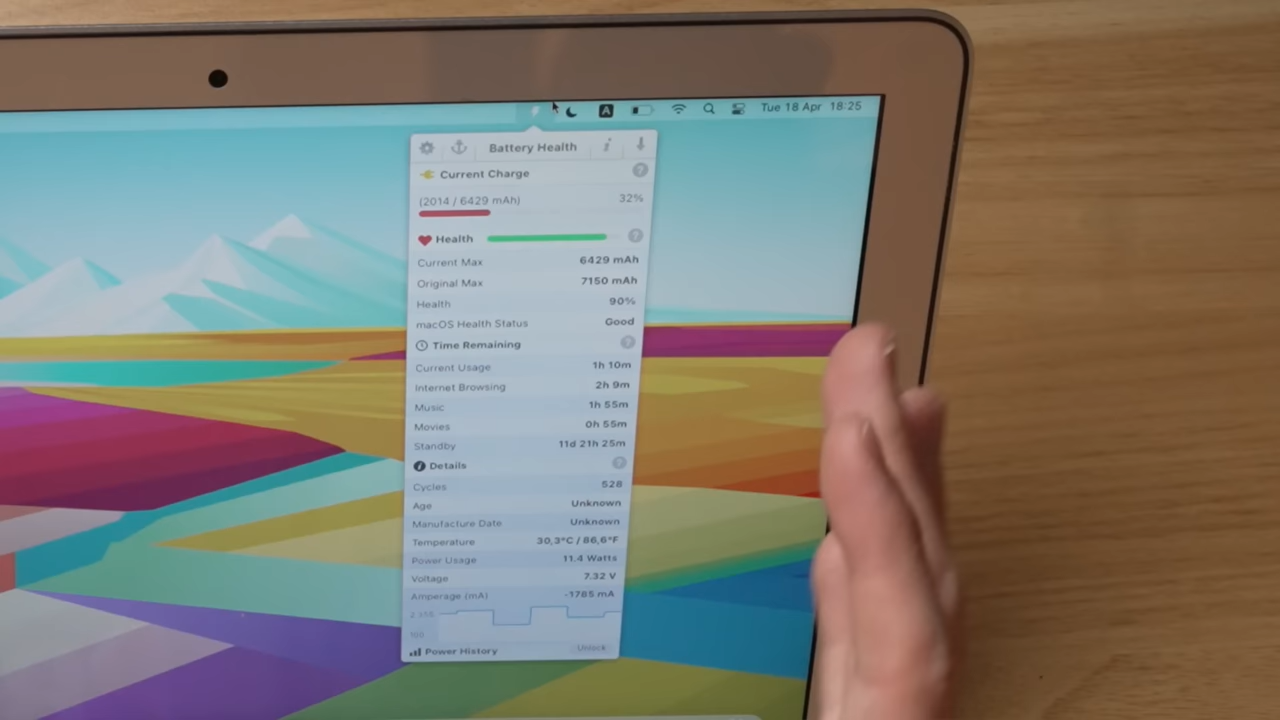 A Tue 18 Apr 18:25
Battery Health
Current Charge
(2014 / 6429 mAh) 32%
Health
Current Max 6429 mAh
Original Max 7150 mAh
Health 90%
macOS Health Status Good
Time Remaining
Current Usage 1h 10m
Internet Browsing 2h 9m
Music 1h 55m
Movies 0h 55m
Standby 11d 21h 25m
Details
Cycles 528
Age Unknown
Manufacture Date Unknown
Temperature 30,3°C / 86,6°F
Power Usage 11.4 Watts
Voltage 7.32 V
Amperage (mA) -1785 mA
100
Power History Unlock